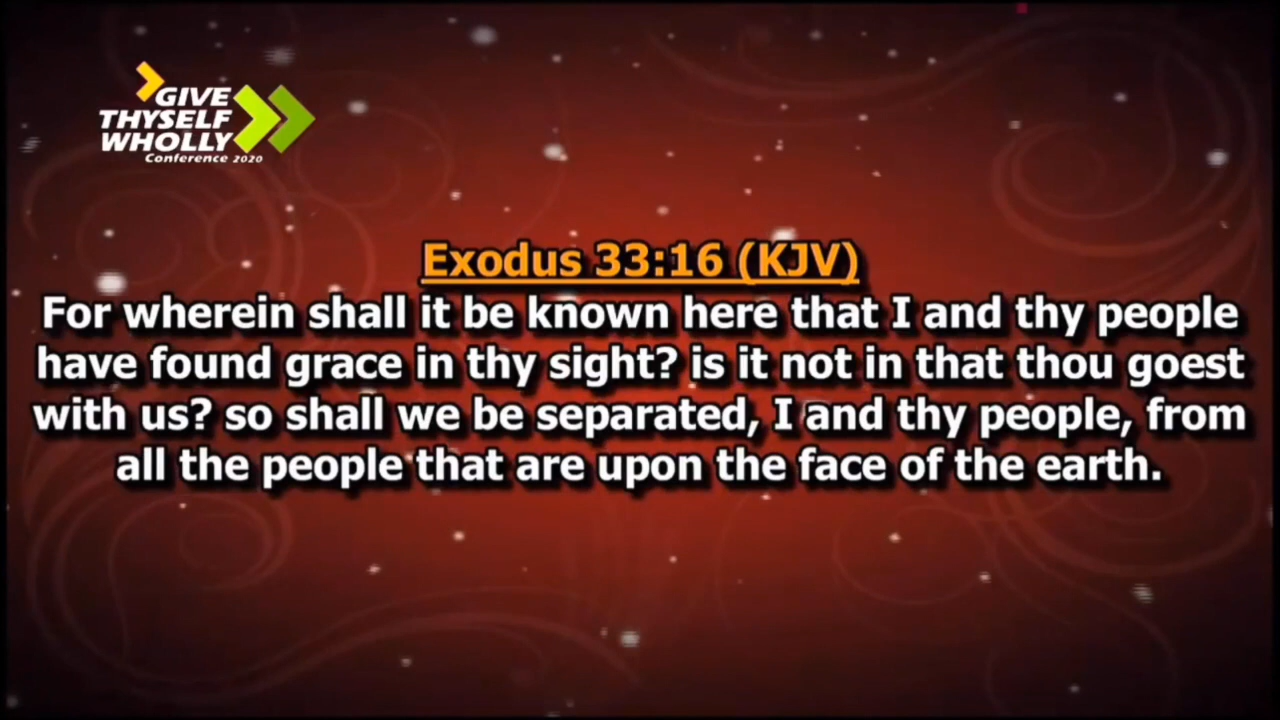 GIVE
THYSELF
WHOLLY
Conference 2020
Exodus 33:16 (KJV)
For wherein shall it be known here that I and thy people
have found grace in thy sight? is it not in that thou goest
with us? so shall we be separated, I and thy people, from
all the people that are upon the face of the earth.